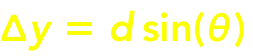 Δy = d sin(θ)